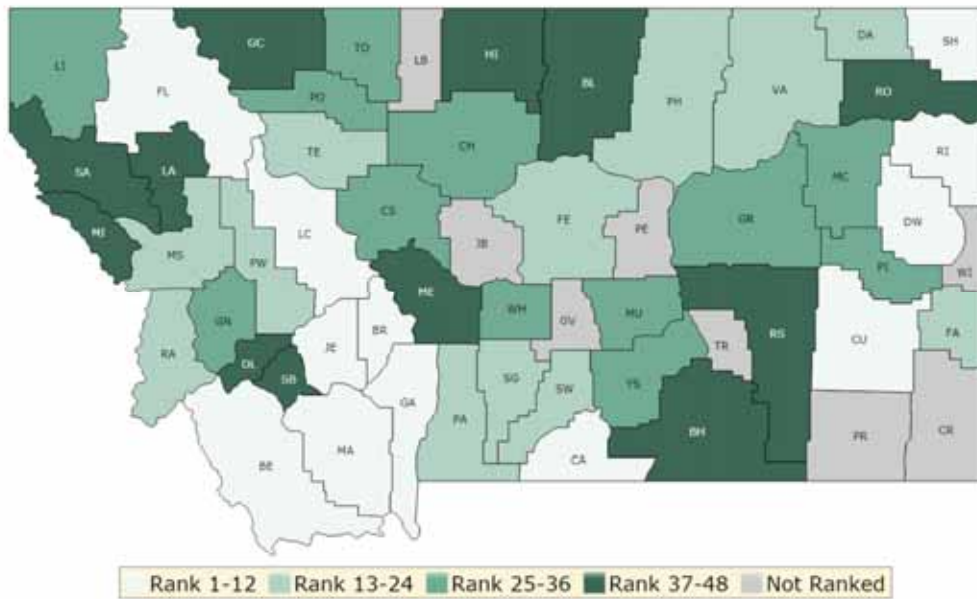 GC
TO
LB
HI
BL
DA
SH
LI
FL
PO
PH
VA
RO
TE
CH
RI
SA
LA
MC
CS
FE
PE
GR
DW
MI
MS
LC
JB
PW
PI
WI
ME
GN
WH
GV
MU
RS
BR
TR
FA
RA
JE
CU
DL
SB
SG
SW
YS
GA
PA
BH
PR
CR
MA
BE
CA
Rank 1-12 Rank 13-24 Rank 25-36 Rank 37-48 Not Ranked